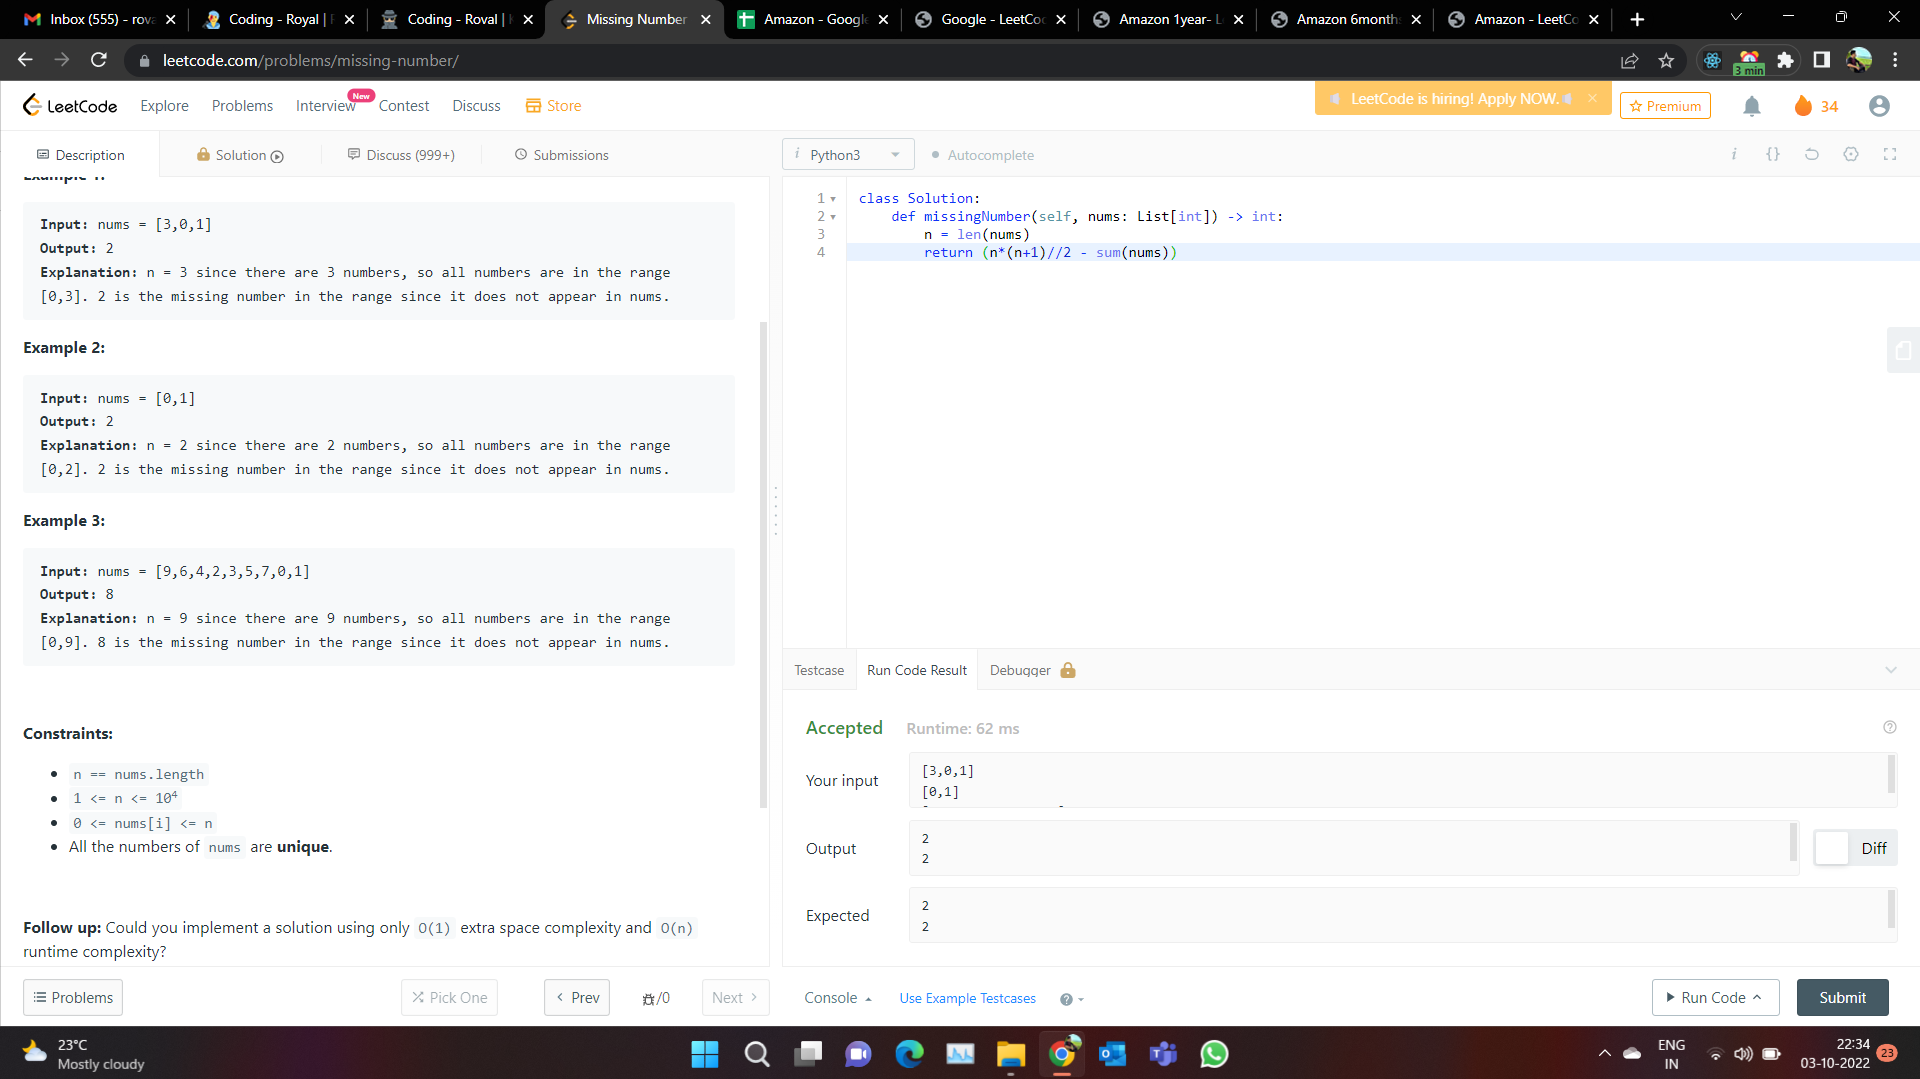 Inbox (555) - rova
Coding - Royal | F
Coding - Roval |
Missing Number
Amazon - Google
Google - LeetCo
Amazon 1year- L
Amazon 6month
Amazon - LeetCo
leetcode.com/problems/missing-number/
3 min
LeetCode
Explore
Problems
Interview
New
Contest
Discuss
Store
LeetCode is hiring! Apply NOW.
Premium
34
Description
Solution
Discuss (999+)
Submissions
Example 1:
Input: nums = [3,0,1]
Output: 2
Explanation: n = 3 since there are 3 numbers, so all numbers are in the range
[0,3]. 2 is the missing number in the range since it does not appear in nums.
Example 2:
Input: nums = [0,1]
Output: 2
Explanation: n = 2 since there are 2 numbers, so all numbers are in the range
[0,2]. 2 is the missing number in the range since it does not appear in nums.
Example 3:
Input: nums = [9,6,4,2,3,5,7,0,1]
Output: 8
Explanation: n = 9 since there are 9 numbers, so all numbers are in the range
[0,9]. 8 is the missing number in the range since it does not appear in nums.
Constraints:
n == nums.length
1 <= n <= 10⁴
0 <= nums[i] <= n
All the numbers of nums are unique.
Follow up: Could you implement a solution using only O(1) extra space complexity and O(n)
runtime complexity?
Problems
Pick One
Prev
/0
Next
i Python3
Autocomplete
i {}
1 class Solution:
2 def missingNumber(self, nums: List[int]) -> int:
3 n = len(nums)
4 return (n*(n+1)//2 - sum(nums))
Testcase
Run Code Result
Debugger
Accepted
Runtime: 62 ms
Your input
[3,0,1]
[0,1]
Output
2
2
Diff
Expected
2
2
Console
Use Example Testcases
Run Code
Submit
23°C
Mostly cloudy
ENG
IN
22:34
03-10-2022
23